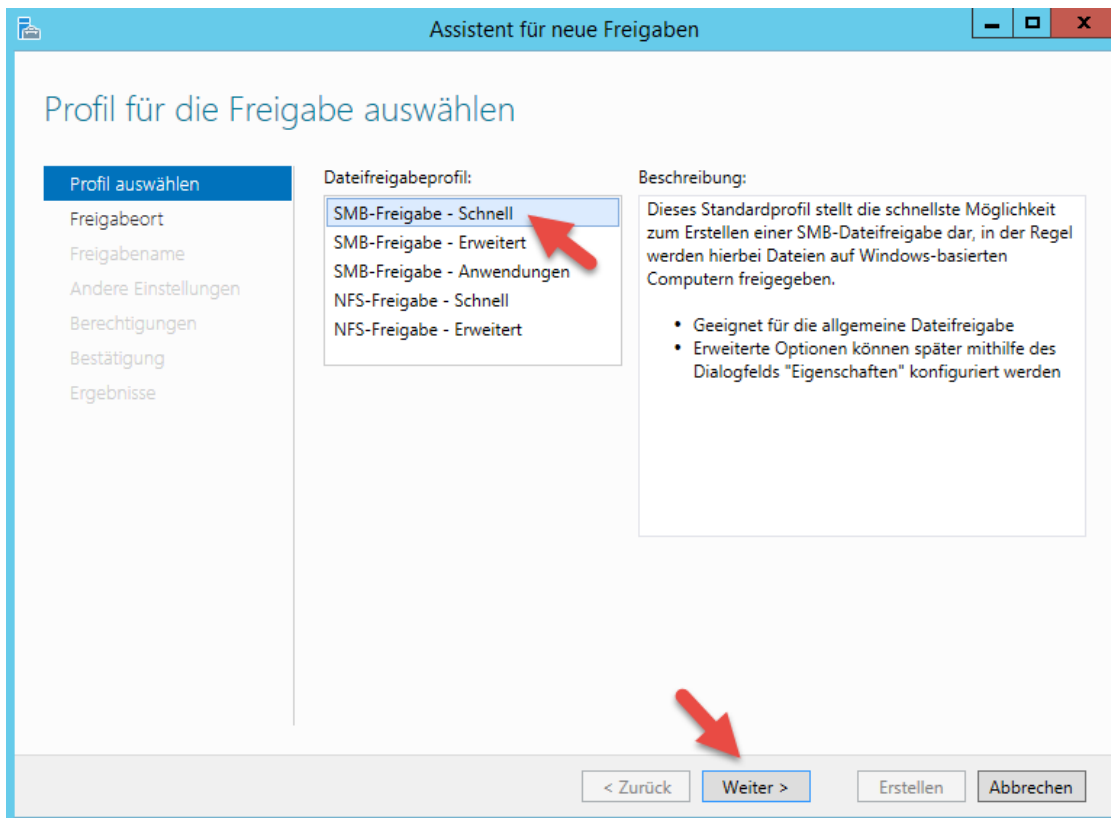 Assistent für neue Freigaben
Profil für die Freigabe auswählen
Profil auswählen
Freigabeort
Freigabename
Andere Einstellungen
Berechtigungen
Bestätigung
Ergebnisse
Dateifreigabeprofil:
SMB-Freigabe - Schnell
SMB-Freigabe - Erweitert
SMB-Freigabe - Anwendungen
NFS-Freigabe - Schnell
NFS-Freigabe - Erweitert
Beschreibung:
Dieses Standardprofil stellt die schnellste Möglichkeit
zum Erstellen einer SMB-Dateifreigabe dar, in der Regel
werden hierbei Dateien auf Windows-basierten
Computern freigegeben.
• Geeignet für die allgemeine Dateifreigabe
• Erweiterte Optionen können später mithilfe des
Dialogfelds "Eigenschaften" konfiguriert werden
< Zurück
Weiter >
Erstellen
Abbrechen